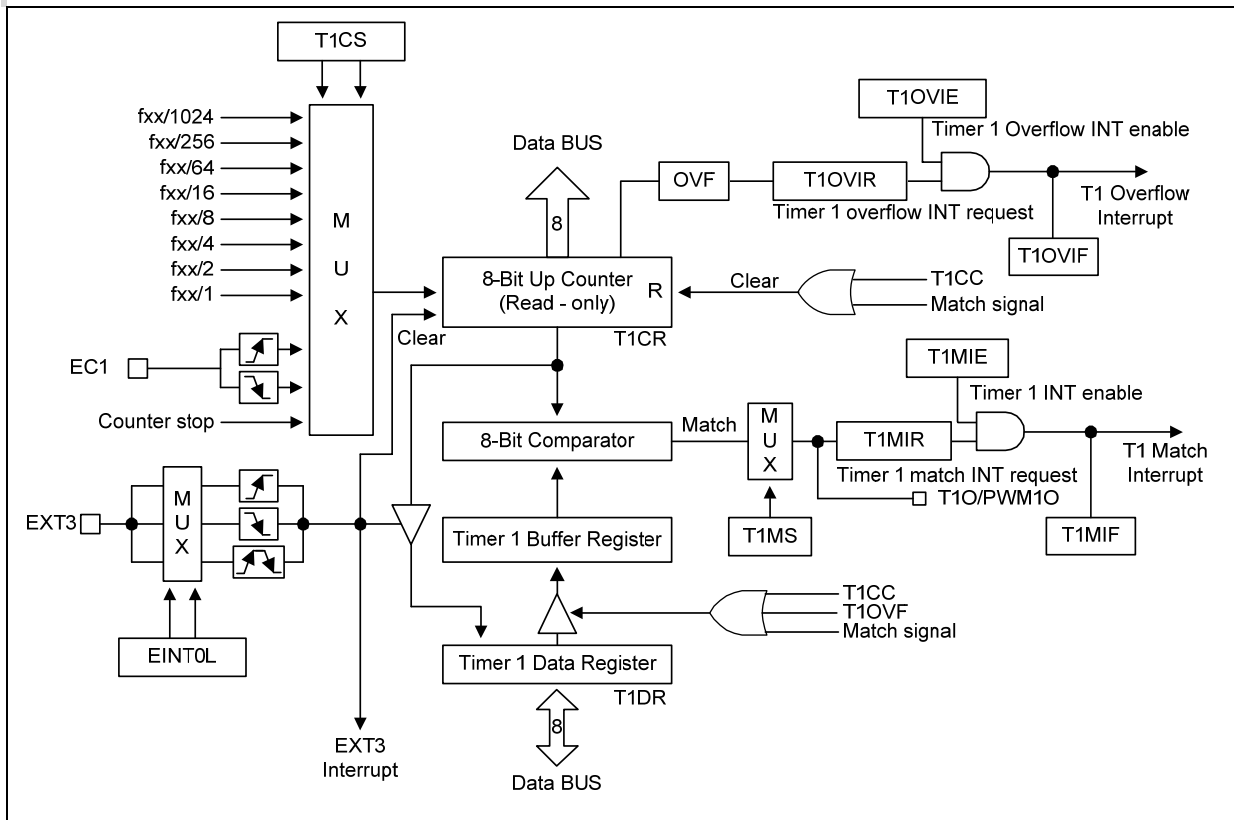 T1CS
fxx/1024
fxx/256
fxx/64
fxx/16
fxx/8
fxx/4
fxx/2
fxx/1
EC1
Counter stop
M
U
X
Data BUS
8
8-Bit Up Counter
(Read - only)
R
T1CR
Clear
OVF
T1OVIR
Timer 1 overflow INT request
T1OVIE
Timer 1 Overflow INT enable
T1 Overflow
Interrupt
T1OVIF
Clear
T1CC
Match signal
8-Bit Comparator
Match
M
U
X
T1MS
T1MIE
Timer 1 INT enable
T1MIR
Timer 1 match INT request
T1O/PWM1O
T1 Match
Interrupt
T1MIF
EXT3
M
U
X
EINT0L
EXT3
Interrupt
Timer 1 Buffer Register
T1CC
T1OVF
Match signal
Timer 1 Data Register
T1DR
8
Data BUS